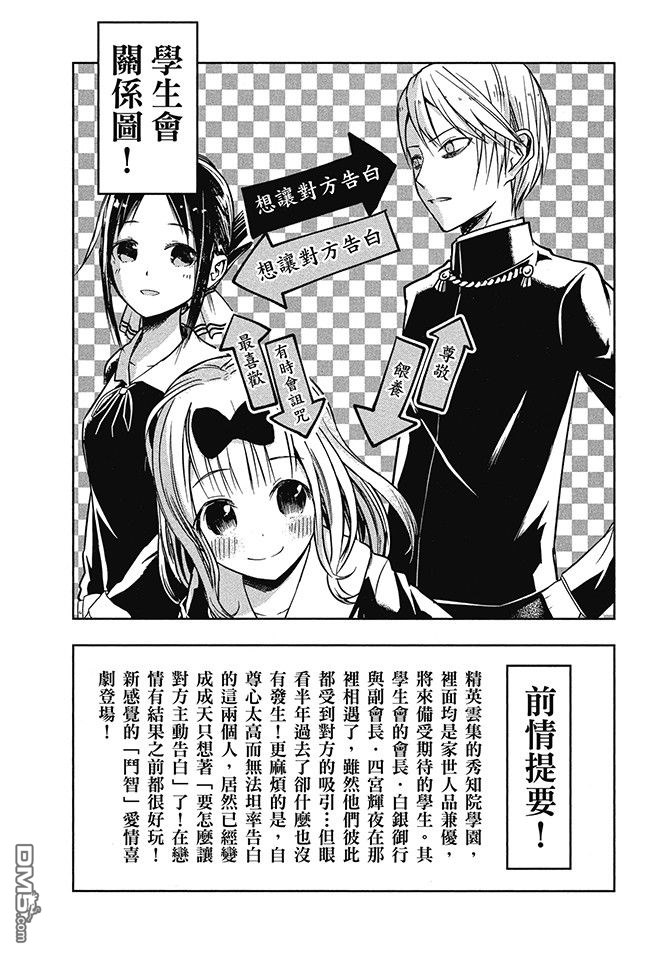 學生會
關係圖！
想讓對方告白
想讓對方告白
最喜歡
有時會詛咒
尊敬
餵養
前情提要！
精英雲集的秀知院學園，
裡面均是家世人品兼優，
將來備受期待的學生。其
學生會的會長·白銀御行
與副會長·四宮輝夜在那
裡相遇了，雖然他們彼此
都受到對方的吸引…但眼
看半年過去了卻什麼也沒
有發生！更麻煩的是，自
尊心太高而無法坦率告白
的這兩個人，居然已經變
成成天只想著「要怎麼讓
對方主動告白」了！在戀
情有結果之前都很好玩！
新感覺的「鬥智」愛情喜
劇登場！
DM5.com